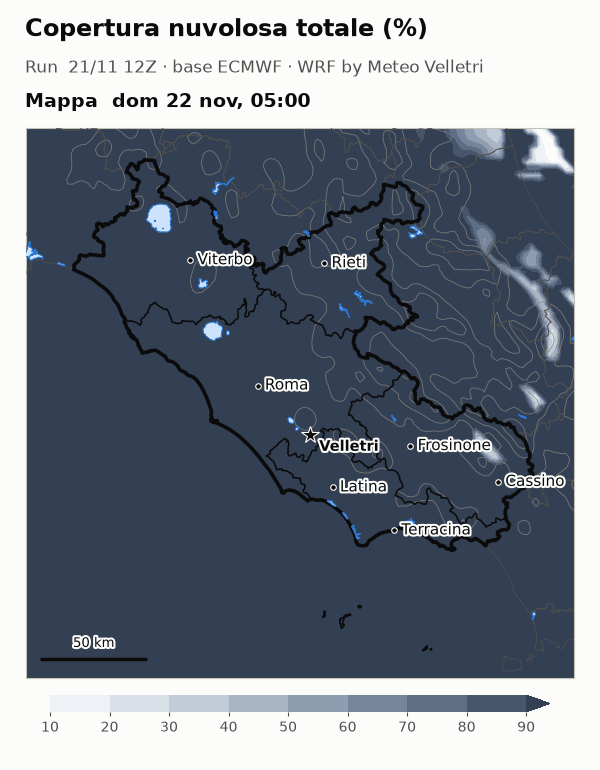 Copertura nuvolosa totale (%)
Run  21/11 12Z · base ECMWF · WRF by Meteo Velletri
Mappa  dom 22 nov, 05:00
Viterbo
Rieti
Roma
Velletri
Frosinone
Latina
Cassino
Terracina
50 km
10 20 30 40 50 60 70 80 90